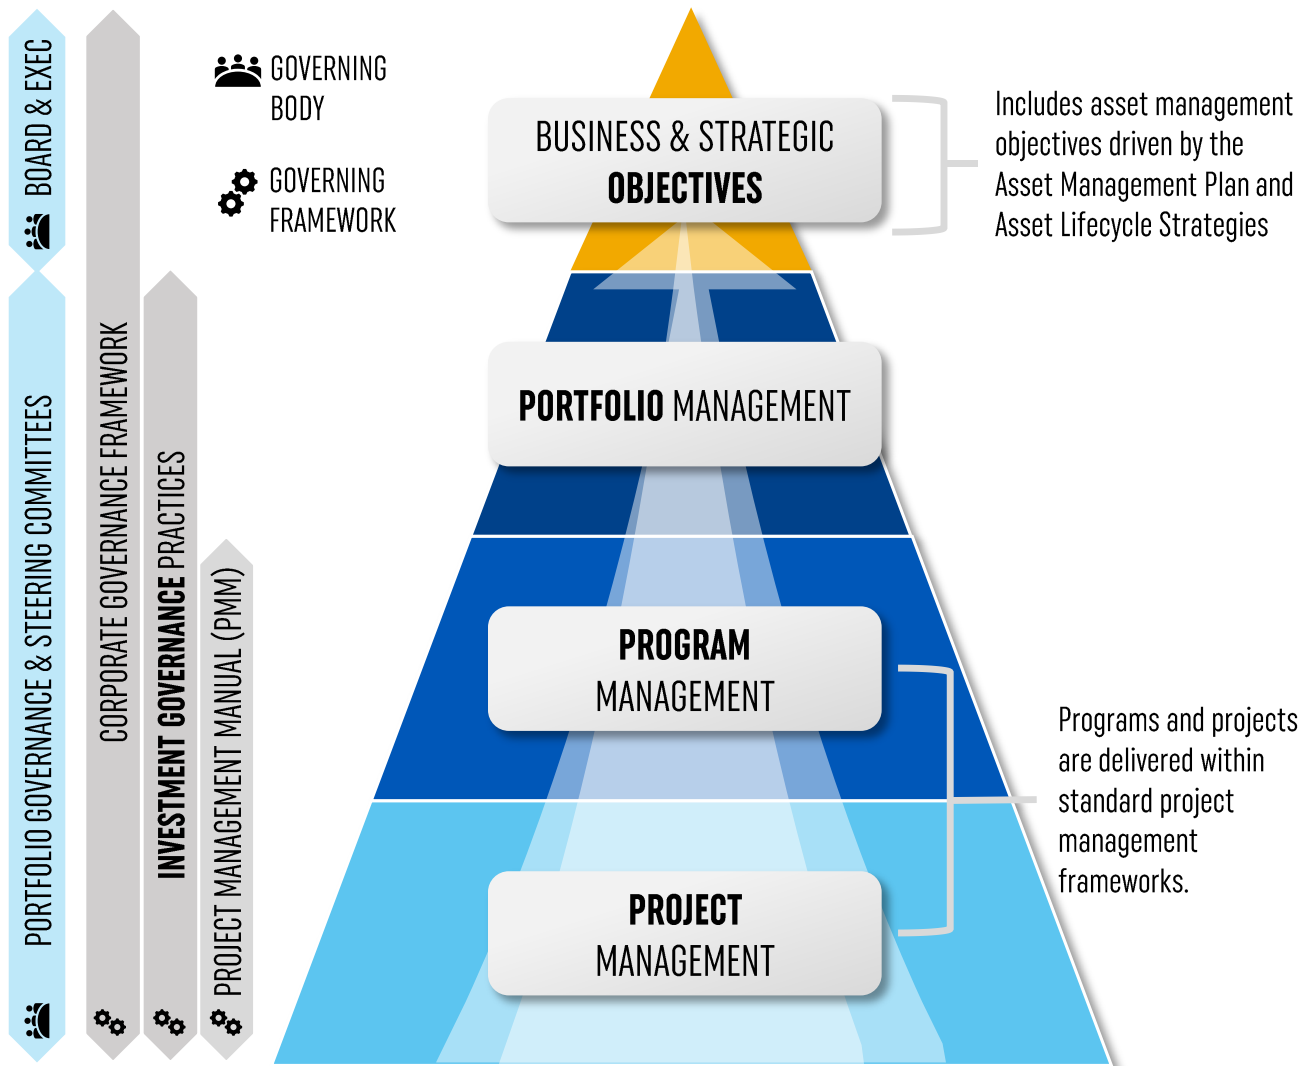 BOARD & EXEC
PORTFOLIO GOVERNANCE & STEERING COMMITTEES
CORPORATE GOVERNANCE FRAMEWORK
INVESTMENT GOVERNANCE PRACTICES
PROJECT MANAGEMENT MANUAL (PMM)
GOVERNING
BODY
GOVERNING
FRAMEWORK
BUSINESS & STRATEGIC
OBJECTIVES
Includes asset management
objectives driven by the
Asset Management Plan and
Asset Lifecycle Strategies
PORTFOLIO MANAGEMENT
PROGRAM
MANAGEMENT
PROJECT
MANAGEMENT
Programs and projects
are delivered within
standard project
management
frameworks.